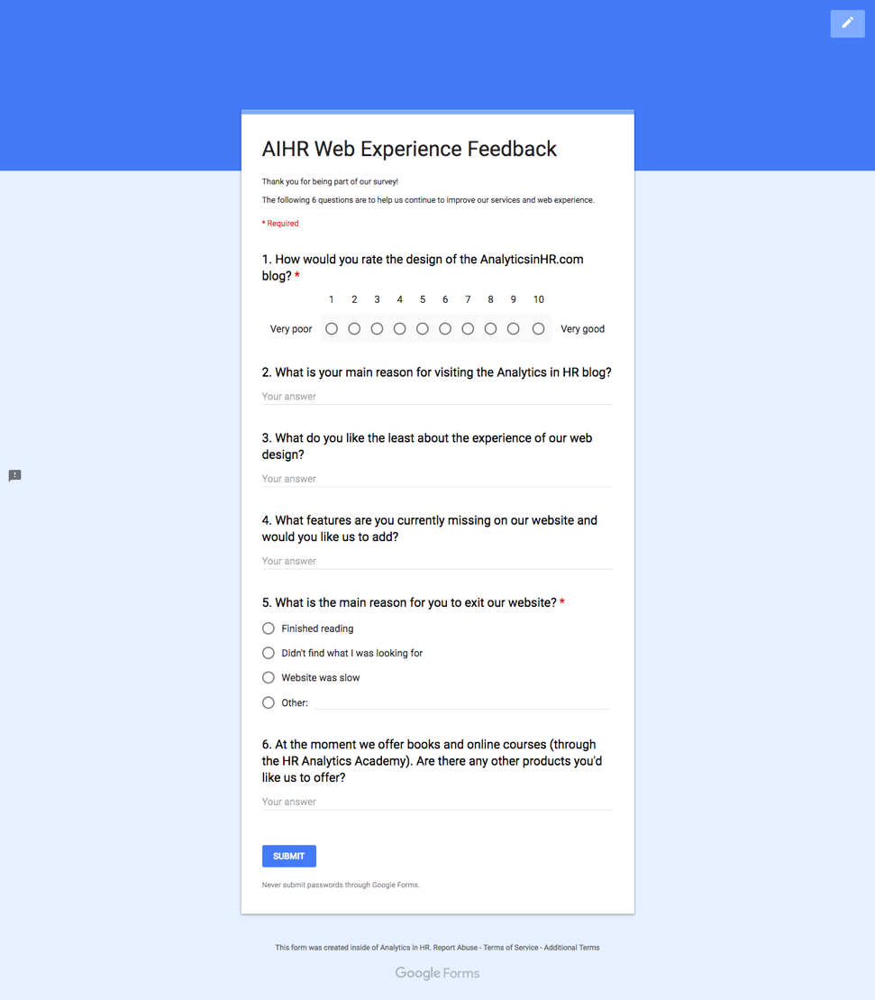 AIHR Web Experience Feedback
Thank you for being part of our survey!
The following 6 questions are to help us continue to improve our services and web experience.
* Required
1. How would you rate the design of the AnalyticsinHR.com
blog? *
1 2 3 4 5 6 7 8 9 10
Very poor Very good
2. What is your main reason for visiting the Analytics in HR blog?
Your answer
3. What do you like the least about the experience of our web
design?
Your answer
4. What features are you currently missing on our website and
would you like us to add?
Your answer
5. What is the main reason for you to exit our website? *
Finished reading
Didn't find what I was looking for
Website was slow
Other:
6. At the moment we offer books and online courses (through
the HR Analytics Academy). Are there any other products you'd
like us to offer?
Your answer
SUBMIT
Never submit passwords through Google Forms.
This form was created inside of Analytics in HR. Report Abuse - Terms of Service - Additional Terms
Google Forms